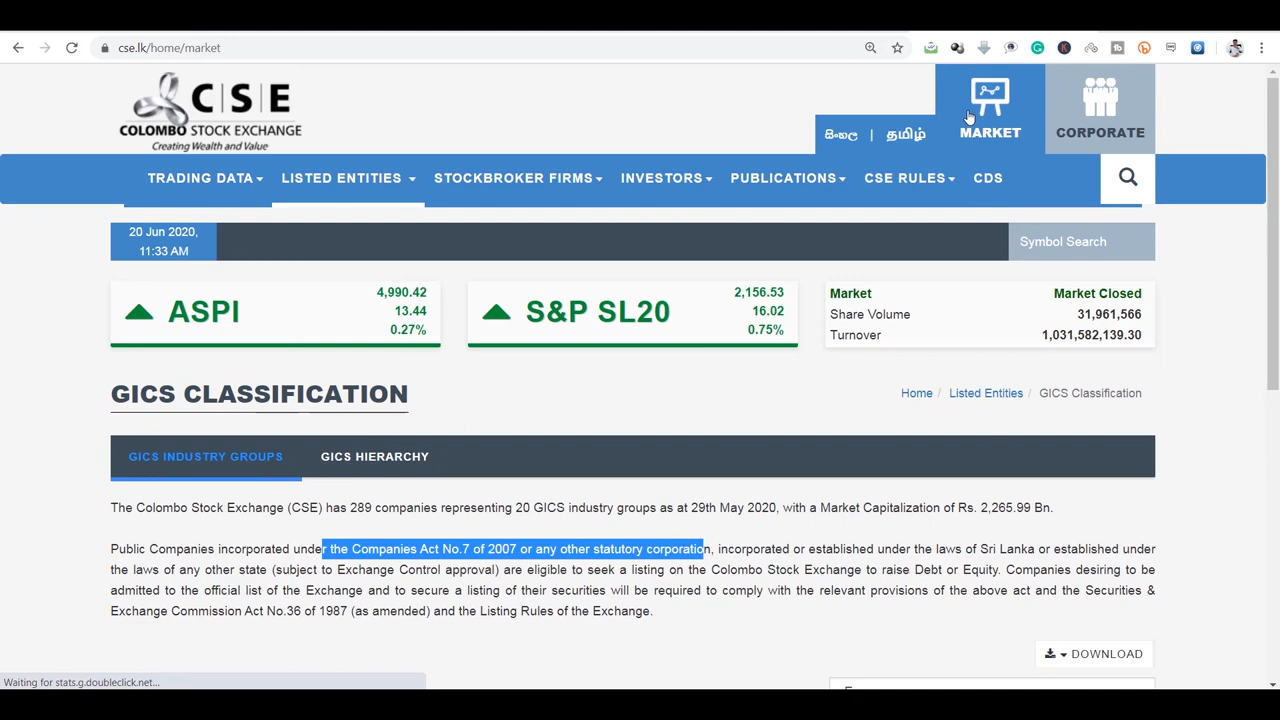 cse.lk/home/market
C|S|E
COLOMBO STOCK EXCHANGE
Creating Wealth and Value
සිංහල | தமிழ்
MARKET
CORPORATE
TRADING DATA
LISTED ENTITIES
STOCKBROKER FIRMS
INVESTORS
PUBLICATIONS
CSE RULES
CDS
20 Jun 2020,
11:33 AM
Symbol Search
ASPI
4,990.42
13.44
0.27%
S&P SL20
2,156.53
16.02
0.75%
Market Market Closed
Share Volume 31,961,566
Turnover 1,031,582,139.30
GICS CLASSIFICATION
Home / Listed Entities / GICS Classification
GICS INDUSTRY GROUPS
GICS HIERARCHY
The Colombo Stock Exchange (CSE) has 289 companies representing 20 GICS industry groups as at 29th May 2020, with a Market Capitalization of Rs. 2,265.99 Bn.
Public Companies incorporated under the Companies Act No.7 of 2007 or any other statutory corporation, incorporated or established under the laws of Sri Lanka or established under
the laws of any other state (subject to Exchange Control approval) are eligible to seek a listing on the Colombo Stock Exchange to raise Debt or Equity. Companies desiring to be
admitted to the official list of the Exchange and to secure a listing of their securities will be required to comply with the relevant provisions of the above act and the Securities &
Exchange Commission Act No.36 of 1987 (as amended) and the Listing Rules of the Exchange.
DOWNLOAD
Waiting for stats.g.doubleclick.net...